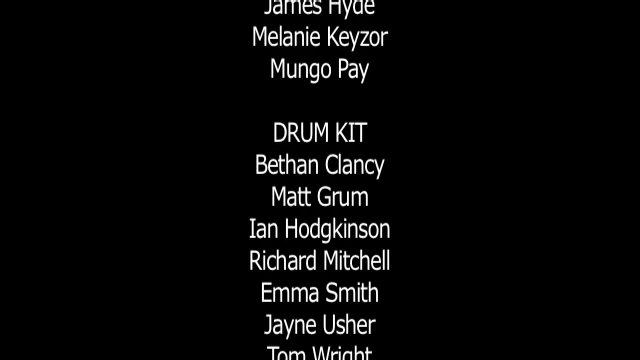 James Hyde
Melanie Keyzor
Mungo Pay
DRUM KIT
Bethan Clancy
Matt Grum
Ian Hodgkinson
Richard Mitchell
Emma Smith
Jayne Usher
Tom Wright